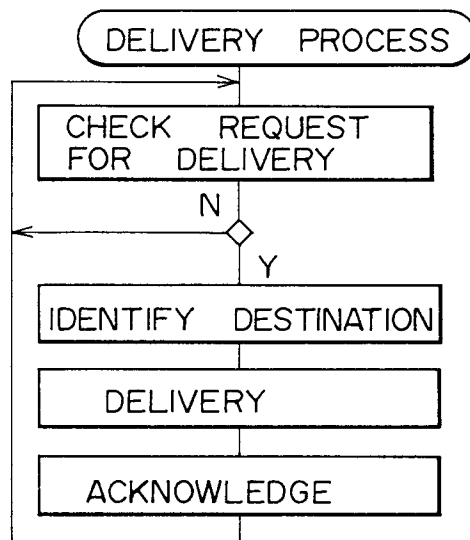 DELIVERY PROCESS
CHECK REQUEST
FOR DELIVERY
N
Y
IDENTIFY DESTINATION
DELIVERY
ACKNOWLEDGE